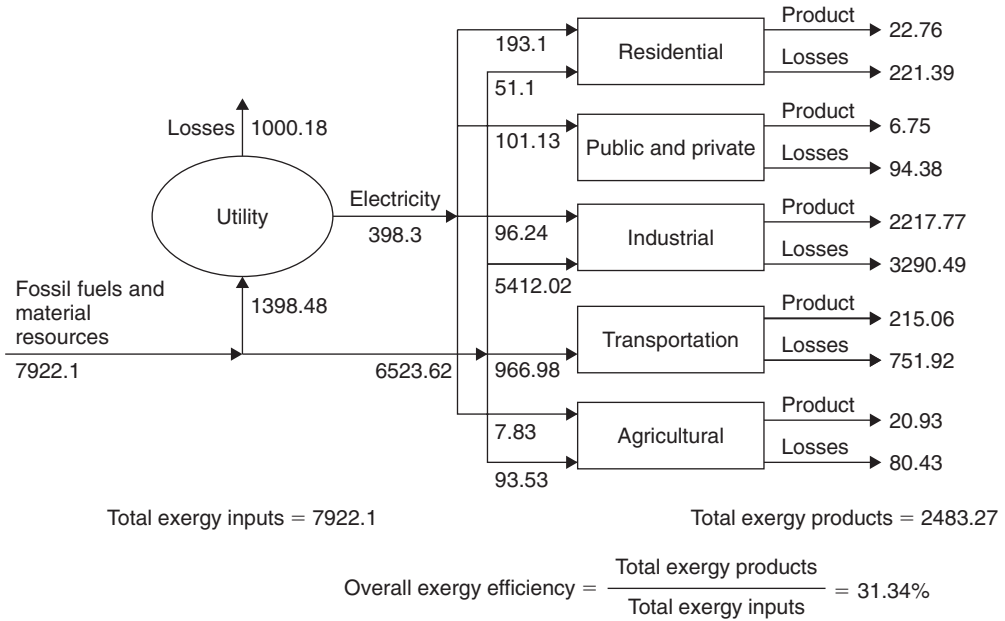 Product
193.1
Residential
22.76
Losses
51.1
221.39
Losses
1000.18
Product
101.13
Public and private
6.75
Losses
94.38
Utility
Electricity
398.3
Product
96.24
Industrial
2217.77
Losses
5412.02
3290.49
Fossil fuels and
material
resources
7922.1
1398.48
6523.62
Product
966.98
Transportation
215.06
Losses
751.92
Product
7.83
Agricultural
20.93
Losses
93.53
80.43
Total exergy inputs = 7922.1
Total exergy products = 2483.27
Overall exergy efficiency = Total exergy products / Total exergy inputs = 31.34%